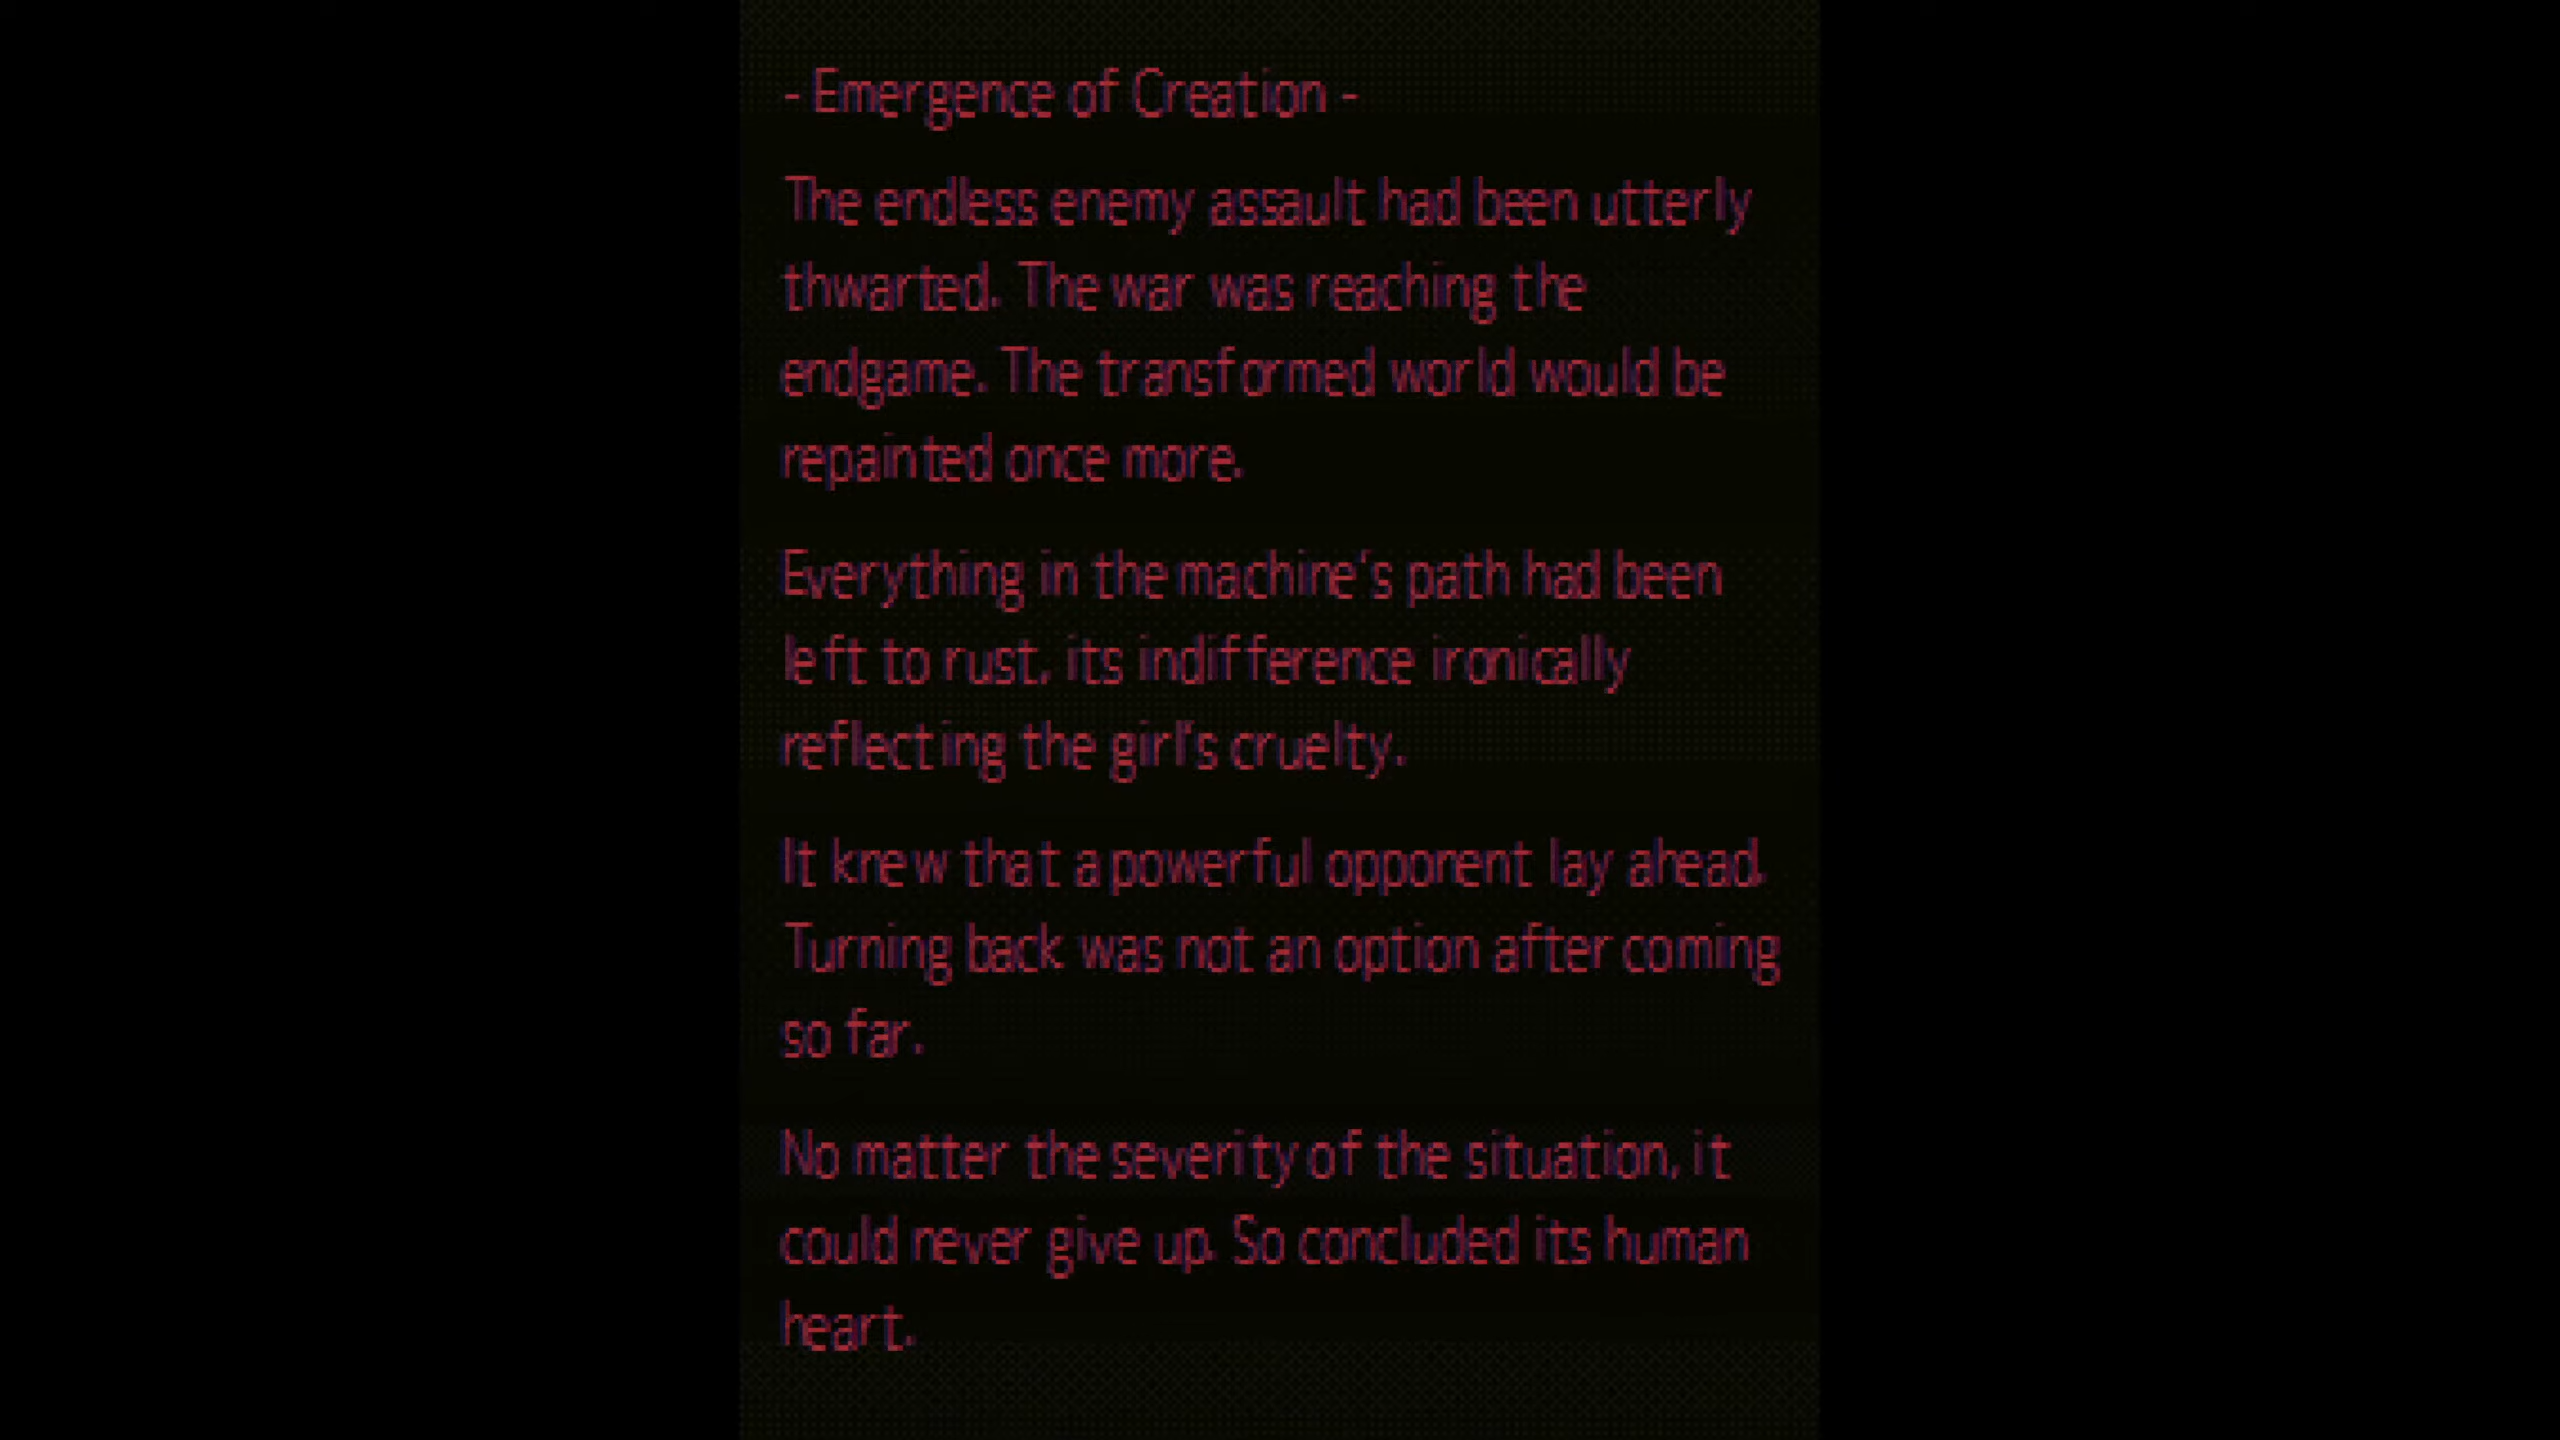 - Emergence of Creation -
The endless enemy assault had been utterly
thwarted. The war was reaching the
endgame. The transformed world would be
repainted once more.
Everything in the machine's path had been
left to rust, its indifference ironically
reflecting the girl's cruelty.
It knew that a powerful opponent lay ahead.
Turning back was not an option after coming
so far.
No matter the severity of the situation, it
could never give up. So concluded its human
heart.